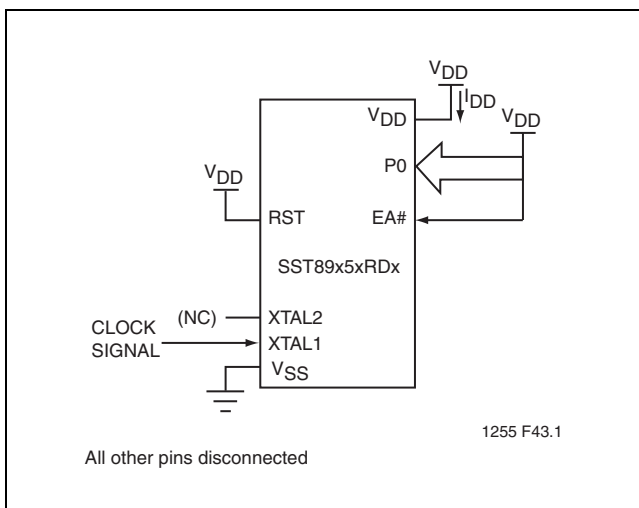 VDD
IDD
VDD
VDD
P0
VDD
RST
EA#
SST89x5xRDx
(NC)
XTAL2
CLOCK
SIGNAL
XTAL1
VSS
1255 F43.1
All other pins disconnected